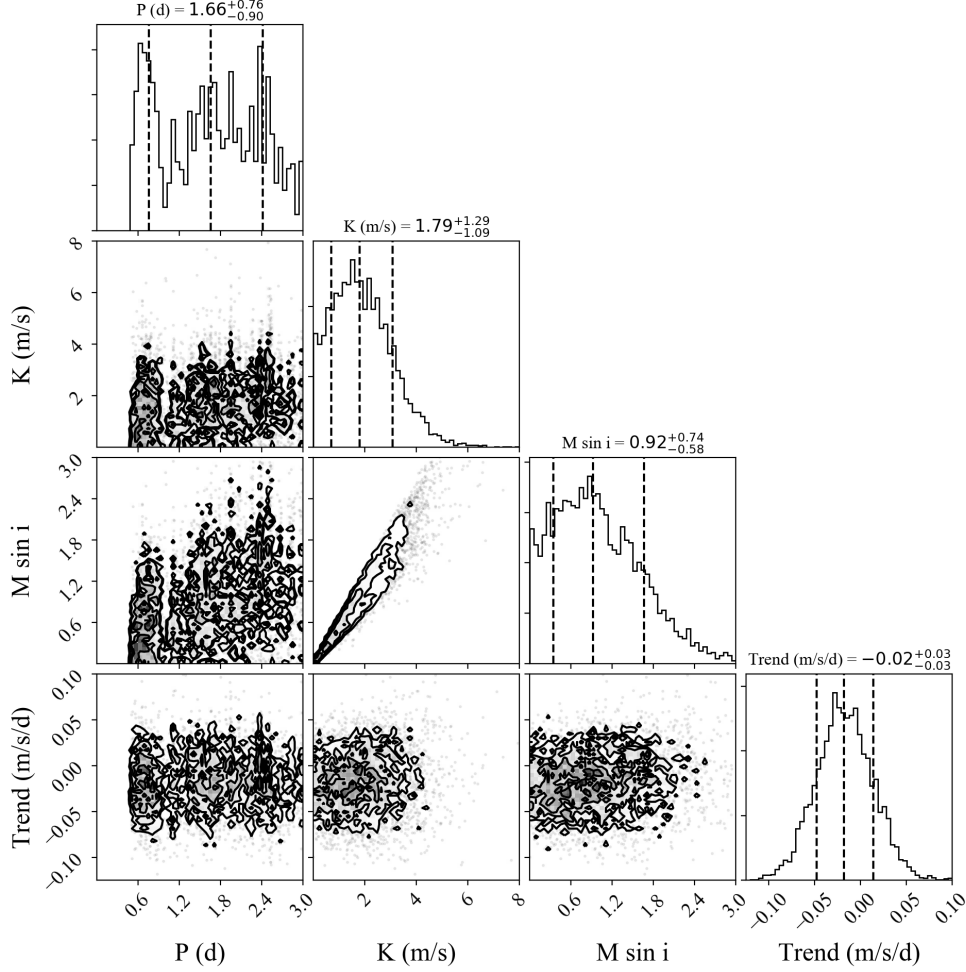 P (d) = 1.66+0.76−0.90
K (m/s) = 1.79+1.29−1.09
8
6
4
2
K (m/s)
M sin i = 0.92+0.74−0.58
3.0
2.4
1.8
1.2
0.6
M sin i
Trend (m/s/d) = −0.02+0.03−0.03
0.10
0.05
0.00
−0.05
−0.10
Trend (m/s/d)
0.6 1.2 1.8 2.4 3.0
2 4 6 8
0.6 1.2 1.8 2.4 3.0
−0.10 −0.05 0.00 0.05 0.10
P (d) K (m/s) M sin i Trend (m/s/d)